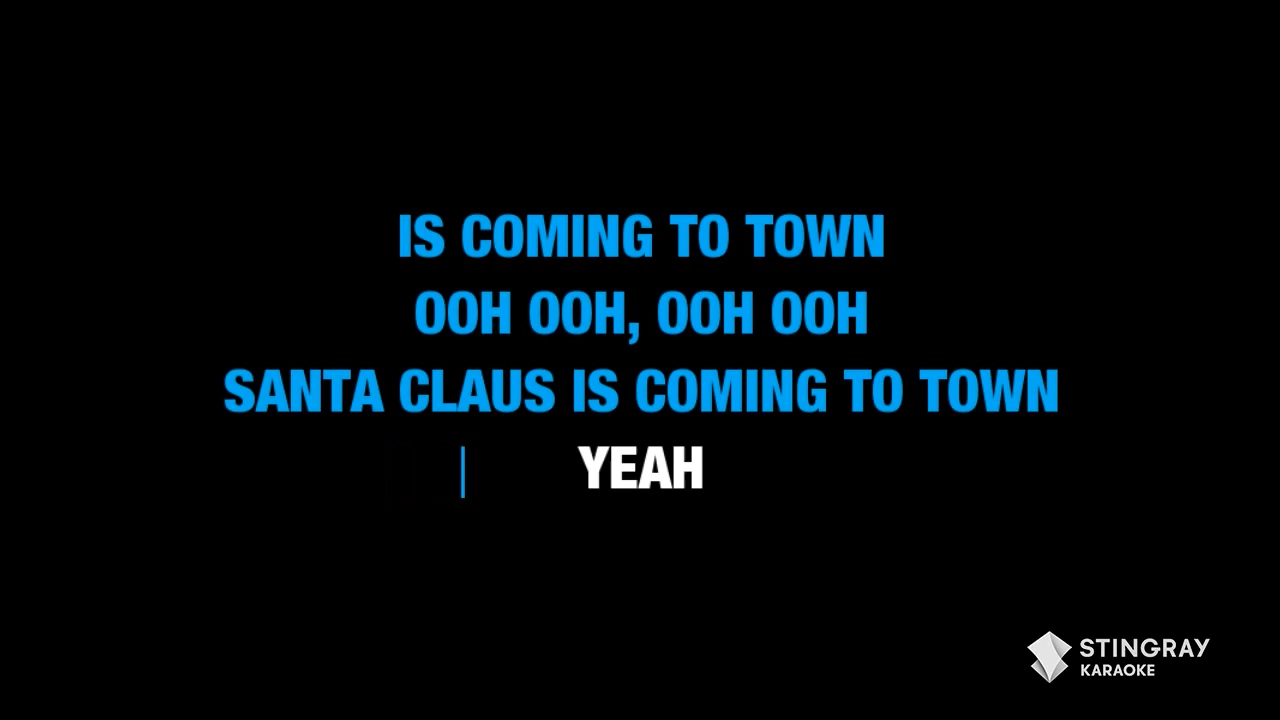 IS COMING TO TOWN
OOH OOH, OOH OOH
SANTA CLAUS IS COMING TO TOWN
YEAH
STINGRAY
KARAOKE